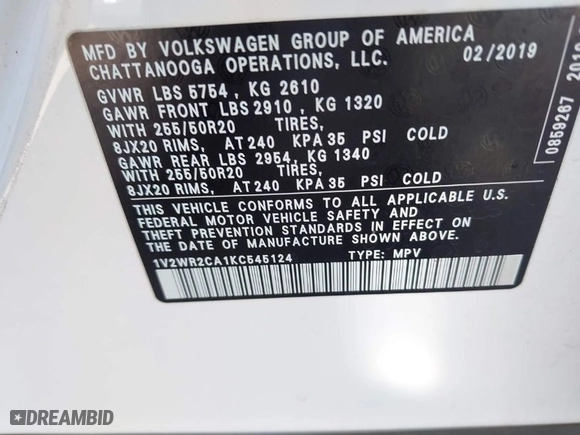 MFD BY VOLKSWAGEN GROUP OF AMERICA
CHATTANOOGA OPERATIONS, LLC. 02/2019
GVWR LBS 5754 , KG 2610
GAWR FRONT LBS 2910 , KG 1320
WITH 255/50R20 TIRES,
8JX20 RIMS, AT 240 KPA 35 PSI COLD
GAWR REAR LBS 2954, KG 1340
WITH 255/50R20 TIRES,
8JX20 RIMS, AT 240 KPA 35 PSI COLD
THIS VEHICLE CONFORMS TO ALL APPLICABLE U.S.
FEDERAL MOTOR VEHICLE SAFETY AND
THEFT PREVENTION STANDARDS IN EFFECT ON
THE DATE OF MANUFACTURE SHOWN ABOVE.
1V2WR2CA1KC545124 TYPE: MPV
0859267
DREAMBID